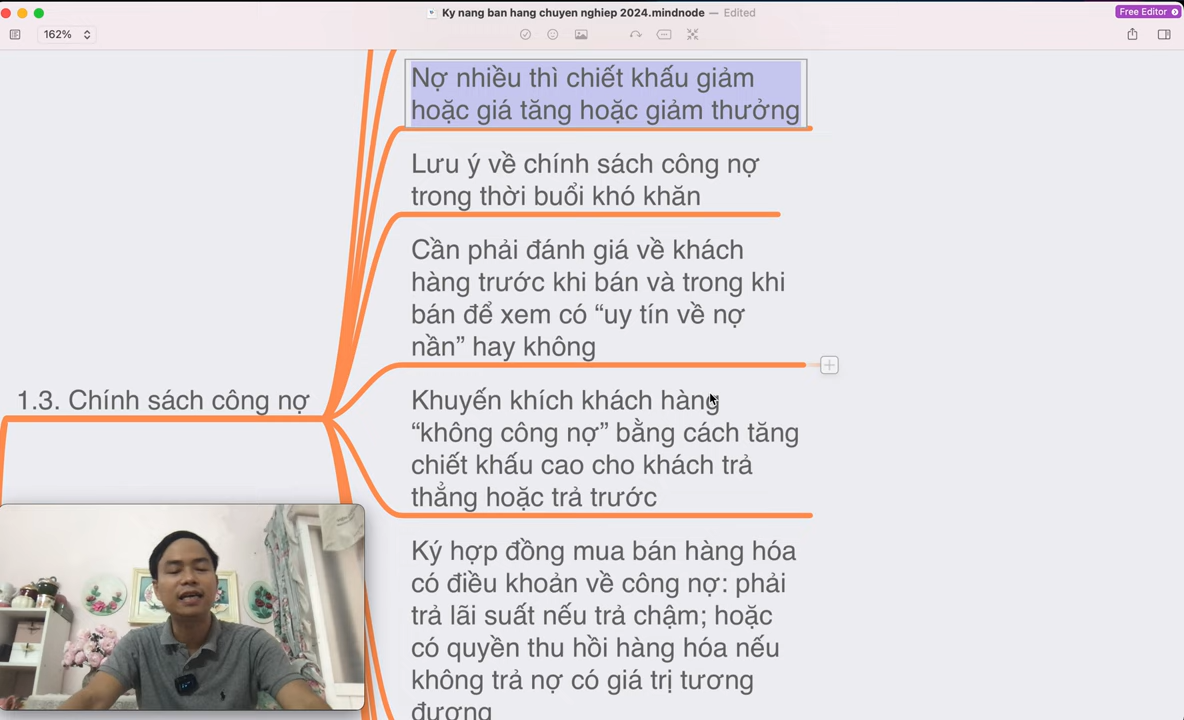 Ky nang ban hang chuyen nghiep 2024.mindnode — Edited
Free Editor
162%
Nợ nhiều thì chiết khấu giảm
hoặc giá tăng hoặc giảm thưởng
Lưu ý về chính sách công nợ
trong thời buổi khó khăn
Cần phải đánh giá về khách
hàng trước khi bán và trong khi
bán để xem có “uy tín về nợ
nần” hay không
1.3. Chính sách công nợ
Khuyến khích khách hàng
“không công nợ” bằng cách tăng
chiết khấu cao cho khách trả
thẳng hoặc trả trước
Ký hợp đồng mua bán hàng hóa
có điều khoản về công nợ: phải
trả lãi suất nếu trả chậm; hoặc
có quyền thu hồi hàng hóa nếu
không trả nợ có giá trị tương
đương